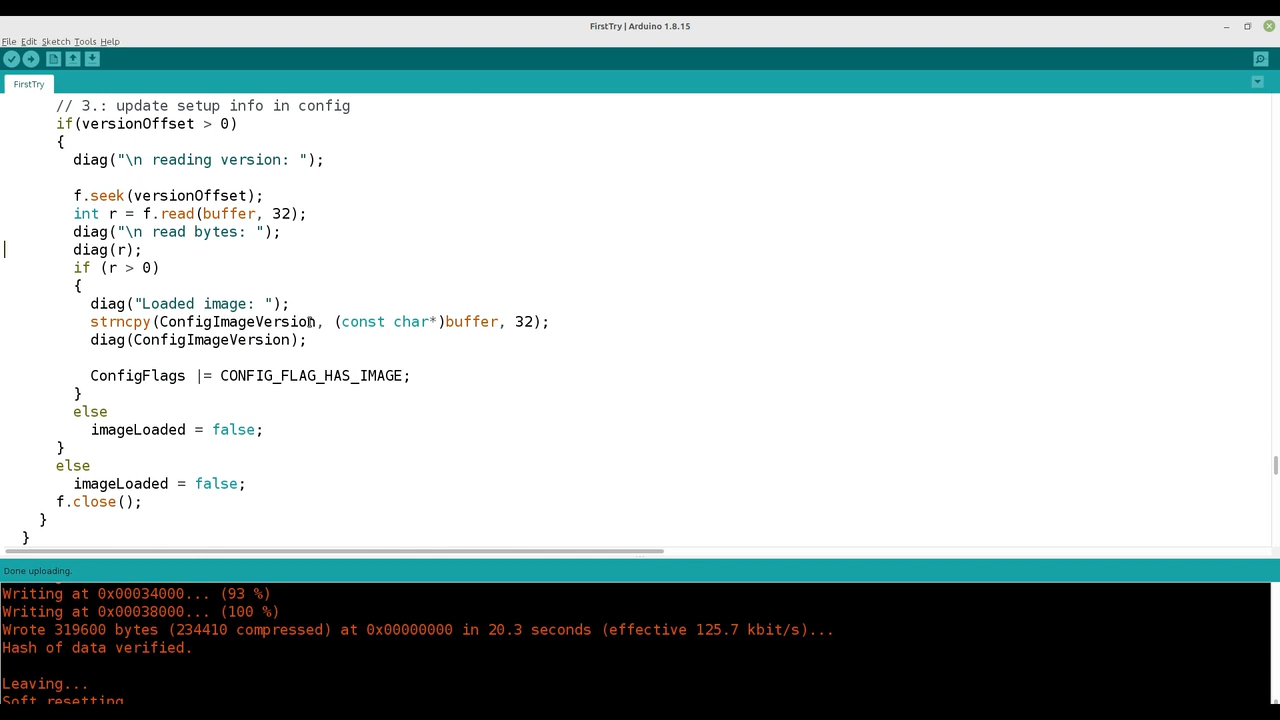 FirstTry | Arduino 1.8.15
File Edit Sketch Tools Help
FirstTry
// 3.: update setup info in config
if(versionOffset > 0)
{
diag("\n reading version: ");
f.seek(versionOffset);
int r = f.read(buffer, 32);
diag("\n read bytes: ");
diag(r);
if (r > 0)
{
diag("Loaded image: ");
strncpy(ConfigImageVersion, (const char*)buffer, 32);
diag(ConfigImageVersion);
ConfigFlags |= CONFIG_FLAG_HAS_IMAGE;
}
else
imageLoaded = false;
}
else
imageLoaded = false;
f.close();
}
}
Done uploading.
Writing at 0x00034000... (93 %)
Writing at 0x00038000... (100 %)
Wrote 319600 bytes (234410 compressed) at 0x00000000 in 20.3 seconds (effective 125.7 kbit/s)...
Hash of data verified.
Leaving...
Soft resetting